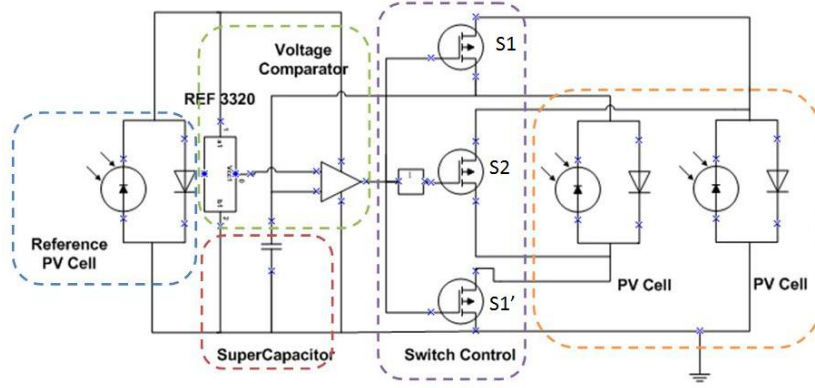 Voltage
Comparator
REF 3320
S1
S2
S1'
Reference
PV Cell
PV Cell
PV Cell
SuperCapacitor
Switch Control